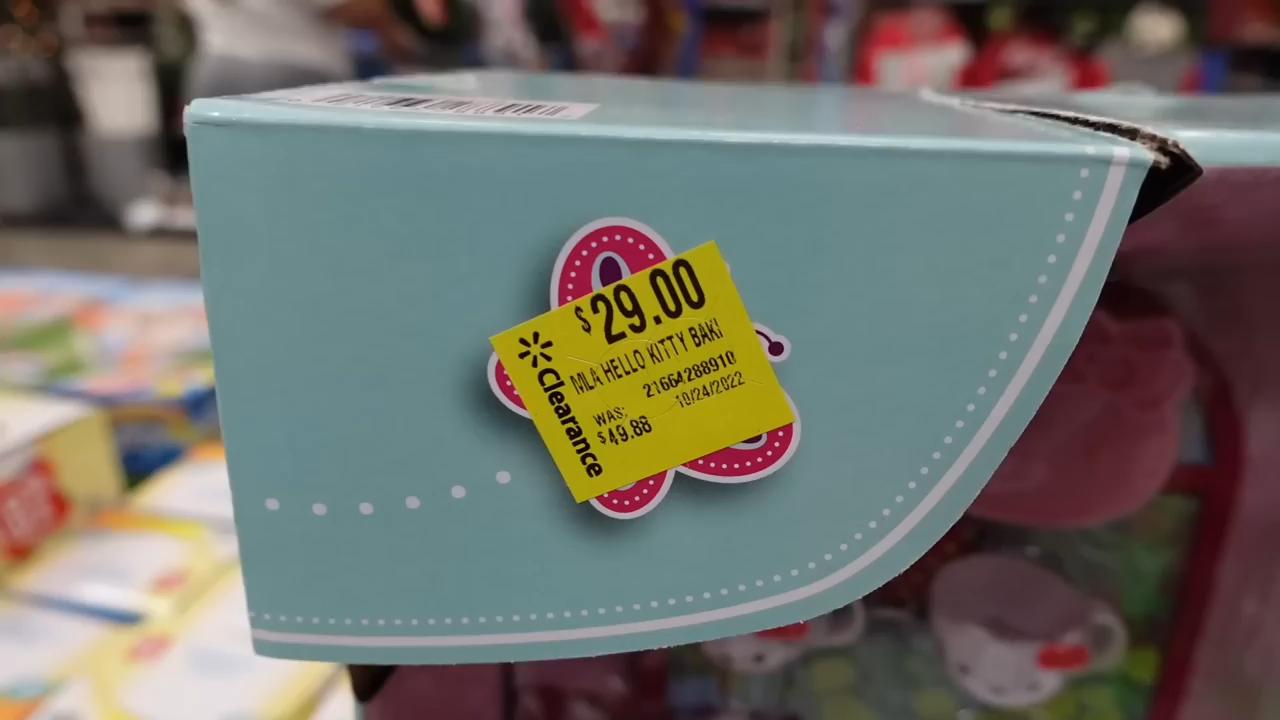 $29.00
MLA HELLO KITTY BAKI
21664288910
10/24/2022
WAS:
$49.88
Clearance